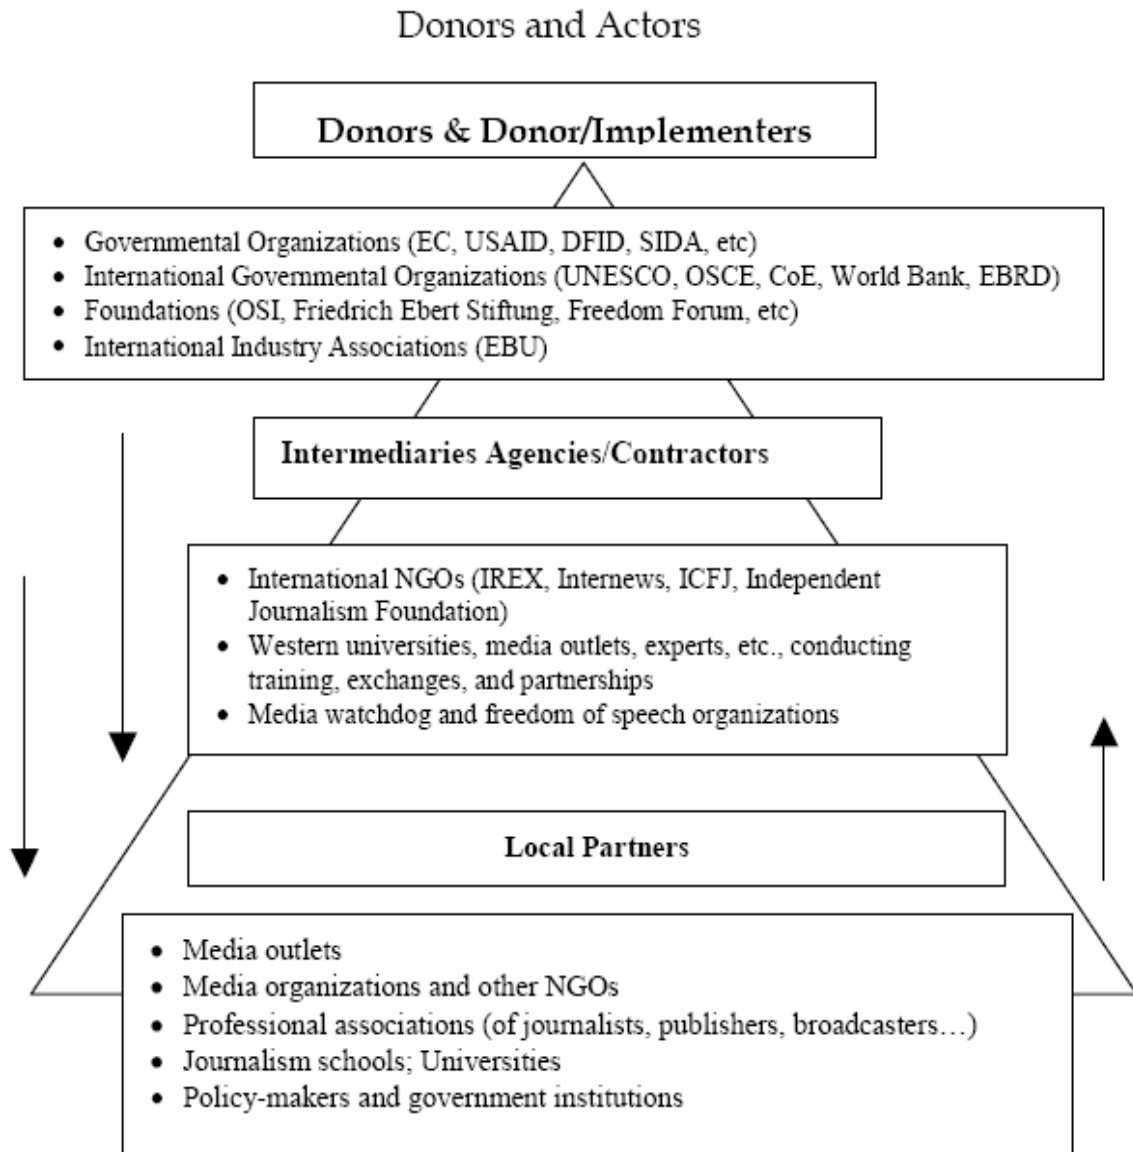 Donors and Actors
Donors & Donor/Implementers
• Governmental Organizations (EC, USAID, DFID, SIDA, etc)
• International Governmental Organizations (UNESCO, OSCE, CoE, World Bank, EBRD)
• Foundations (OSI, Friedrich Ebert Stiftung, Freedom Forum, etc)
• International Industry Associations (EBU)
Intermediaries Agencies/Contractors
• International NGOs (IREX, Internews, ICFJ, Independent
Journalism Foundation)
• Western universities, media outlets, experts, etc., conducting
training, exchanges, and partnerships
• Media watchdog and freedom of speech organizations
Local Partners
• Media outlets
• Media organizations and other NGOs
• Professional associations (of journalists, publishers, broadcasters…)
• Journalism schools; Universities
• Policy-makers and government institutions